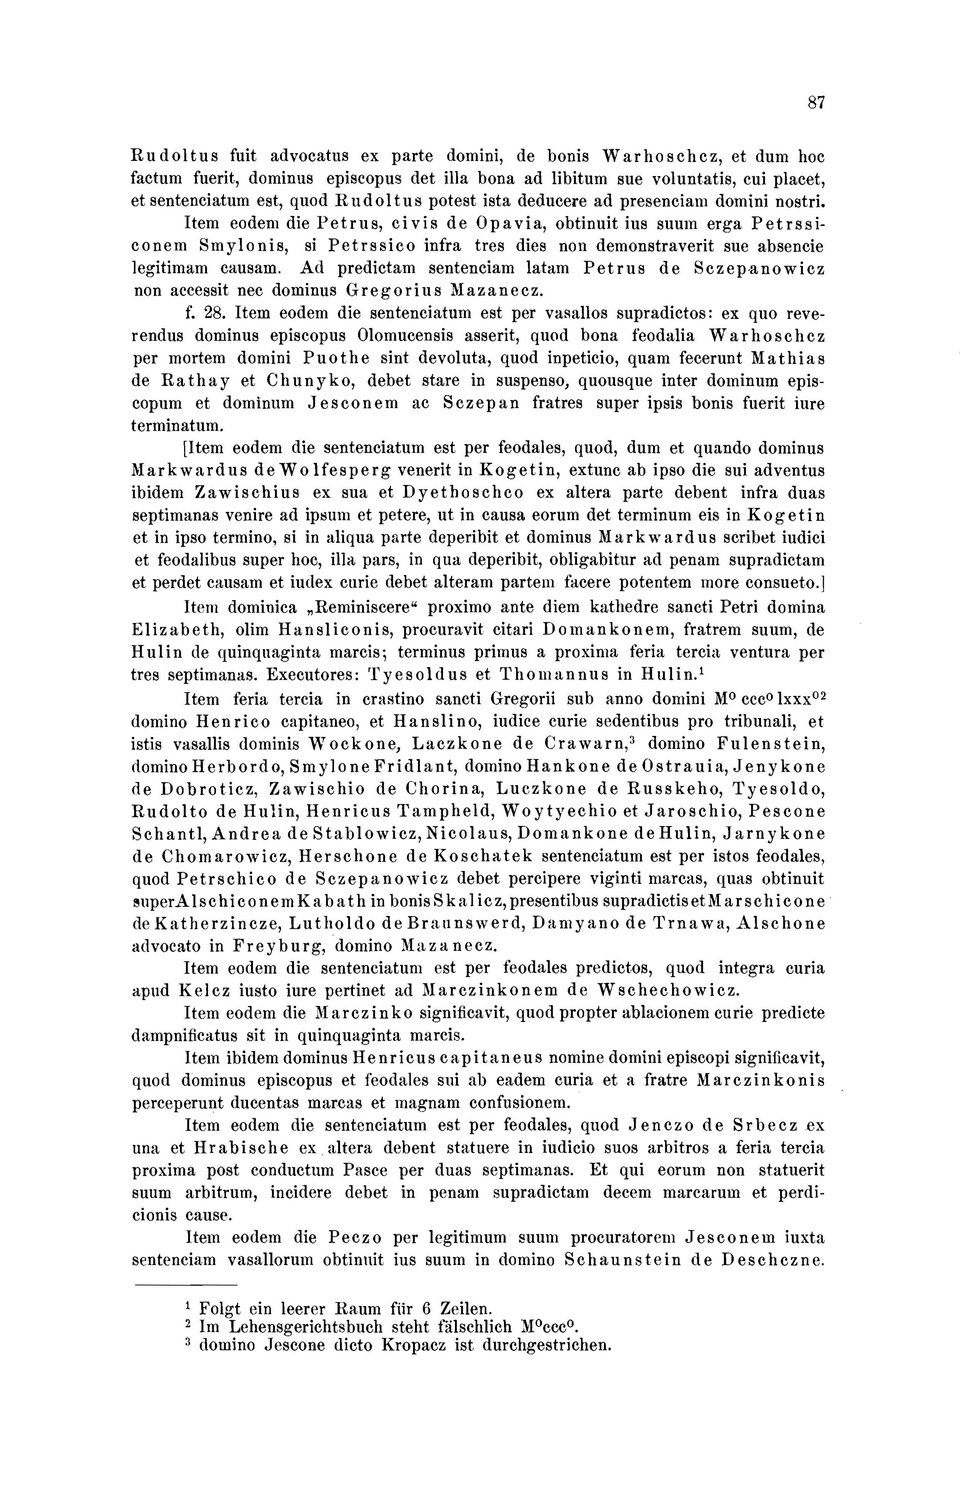 87
Rudoltus fuit advocatus ex parte domini, de bonis Warhoschcz, et dum hoc
factum fuerit, dominus episcopus det illa bona ad libitum sue voluntatis, cui placet,
et sentenciatum est, quod Rudoltus potest ista deducere ad presenciam domini nostri.
Item eodem die Petrus, civis de Opavia, obtinuit ius suum erga Petrssi-
conem Smylonis, si Petrssico infra tres dies non demonstraverit sue absencie
legitimam causam. Ad predictam sentenciam latam Petrus de Sczepanowicz
non accessit nec dominus Gregorius Mazanecz.
f. 28. Item eodem die sentenciatum est per vasallos supradictos: ex quo reve-
rendus dominus episcopus Olomucensis asserit, quod bona feodalia Warhoschcz
per mortem domini Puothe sint devoluta, quod inpeticio, quam fecerunt Mathias
de Rathay et Chunyko, debet stare in suspenso, quousque inter dominum epis-
copum et dominum Jesconem ac Sczepan fratres super ipsis bonis fuerit iure
terminatum.
[Item eodem die sentenciatum est per feodales, quod, dum et quando dominus
Markwardus de Wolfesperg venerit in Kogetin, extunc ab ipso die sui adventus
ibidem Zawischius ex sua et Dyethoschco ex altera parte debent infra duas
septimanas venire ad ipsum et petere, ut in causa eorum det terminum eis in Kogetin
et in ipso termino, si in aliqua parte deperibit et dominus Markwardus scribet iudici
et feodalibus super hoc, illa pars, in qua deperibit, obligabitur ad penam supradictam
et perdet causam et iudex curie debet alteram partem facere potentem more consueto.]
Item dominica „Reminiscere“ proximo ante diem kathedre sancti Petri domina
Elizabeth, olim Hansliconis, procuravit citari Domankonem, fratrem suum, de
Hulin de quinquaginta marcis; terminus primus a proxima feria tercia ventura per
tres septimanas. Executores: Tyesoldus et Thomannus in Hulin.¹
Item feria tercia in crastino sancti Gregorii sub anno domini M⁰ ccc⁰ lxxx⁰²
domino Henrico capitaneo, et Hanslino, iudice curie sedentibus pro tribunali, et
istis vasallis dominis Wockone, Laczkone de Crawarn,³ domino Fulenstein,
domino Herbordo, Smylone Fridlant, domino Hankone de Ostrauia, Jenykone
de Dobroticz, Zawischio de Chorina, Luczkone de Russkeho, Tyesoldo,
Rudolto de Hulin, Henricus Tampheld, Woytyechio et Jaroschio, Pescone
Schantl, Andrea de Stablowicz, Nicolaus, Domankone de Hulin, Jarnykone
de Chomarowicz, Herschone de Koschatek sentenciatum est per istos feodales,
quod Petrschico de Sczepanowicz debet percipere viginti marcas, quas obtinuit
super Alschiconem Kabath in bonis Skalicz, presentibus supradictis et Marschicone
de Katherzincze, Lutholdo de Braunswerd, Damyano de Trnawa, Alschone
advocato in Freyburg, domino Mazanecz.
Item eodem die sentenciatum est per feodales predictos, quod integra curia
apud Kelcz iusto iure pertinet ad Marczinkonem de Wschechowicz.
Item eodem die Marczinko significavit, quod propter ablacionem curie predicte
dampnificatus sit in quinquaginta marcis.
Item ibidem dominus Henricus capitaneus nomine domini episcopi significavit,
quod dominus episcopus et feodales sui ab eadem curia et a fratre Marczinkonis
perceperunt ducentas marcas et magnam confusionem.
Item eodem die sentenciatum est per feodales, quod Jenczo de Srbecz ex
una et Hrabische ex altera debent statuere in iudicio suos arbitros a feria tercia
proxima post conductum Pasce per duas septimanas. Et qui eorum non statuerit
suum arbitrum, incidere debet in penam supradictam decem marcarum et perdi-
cionis cause.
Item eodem die Peczo per legitimum suum procuratorem Jesconem iuxta
sentenciam vasallorum obtinuit ius suum in domino Schaunstein de Deschczne.
¹ Folgt ein leerer Raum für 6 Zeilen.
² Im Lehensgerichtsbuch steht fälschlich M⁰ccc⁰.
³ domino Jescone dicto Kropacz ist durchgestrichen.